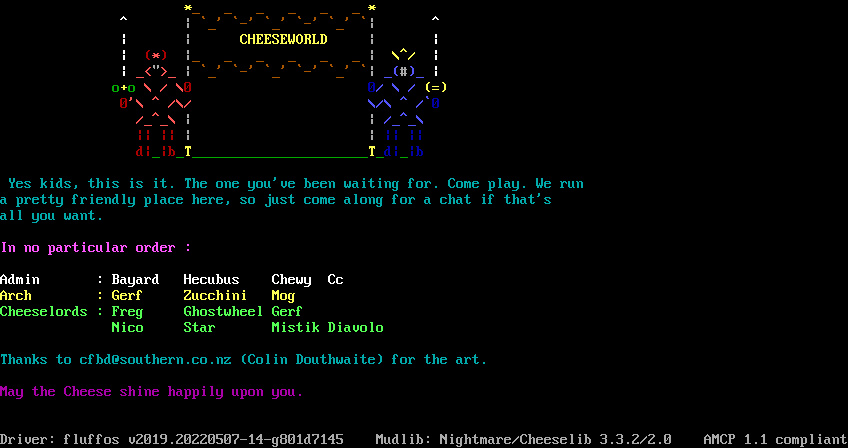 CHEESEWORLD
Yes kids, this is it. The one you've been waiting for. Come play. We run
a pretty friendly place here, so just come along for a chat if that's
all you want.
In no particular order :
Admin : Bayard Hecubus Chewy Cc
Arch : Gerf Zucchini Mog
Cheeselords : Freg Ghostwheel Gerf
Nico Star Mistik Diavolo
Thanks to cfbd@southern.co.nz (Colin Douthwaite) for the art.
May the Cheese shine happily upon you.
Driver: fluffos v2019.20220507-14-g801d7145 Mudlib: Nightmare/Cheeselib 3.3.2/2.0 AMCP 1.1 compliant